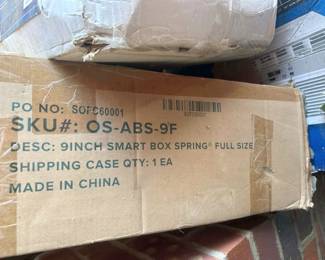 PO NO: SOFC60001
SKU#: OS-ABS-9F
DESC: 9INCH SMART BOX SPRING® FULL SIZE
SHIPPING CASE QTY: 1 EA
MADE IN CHINA